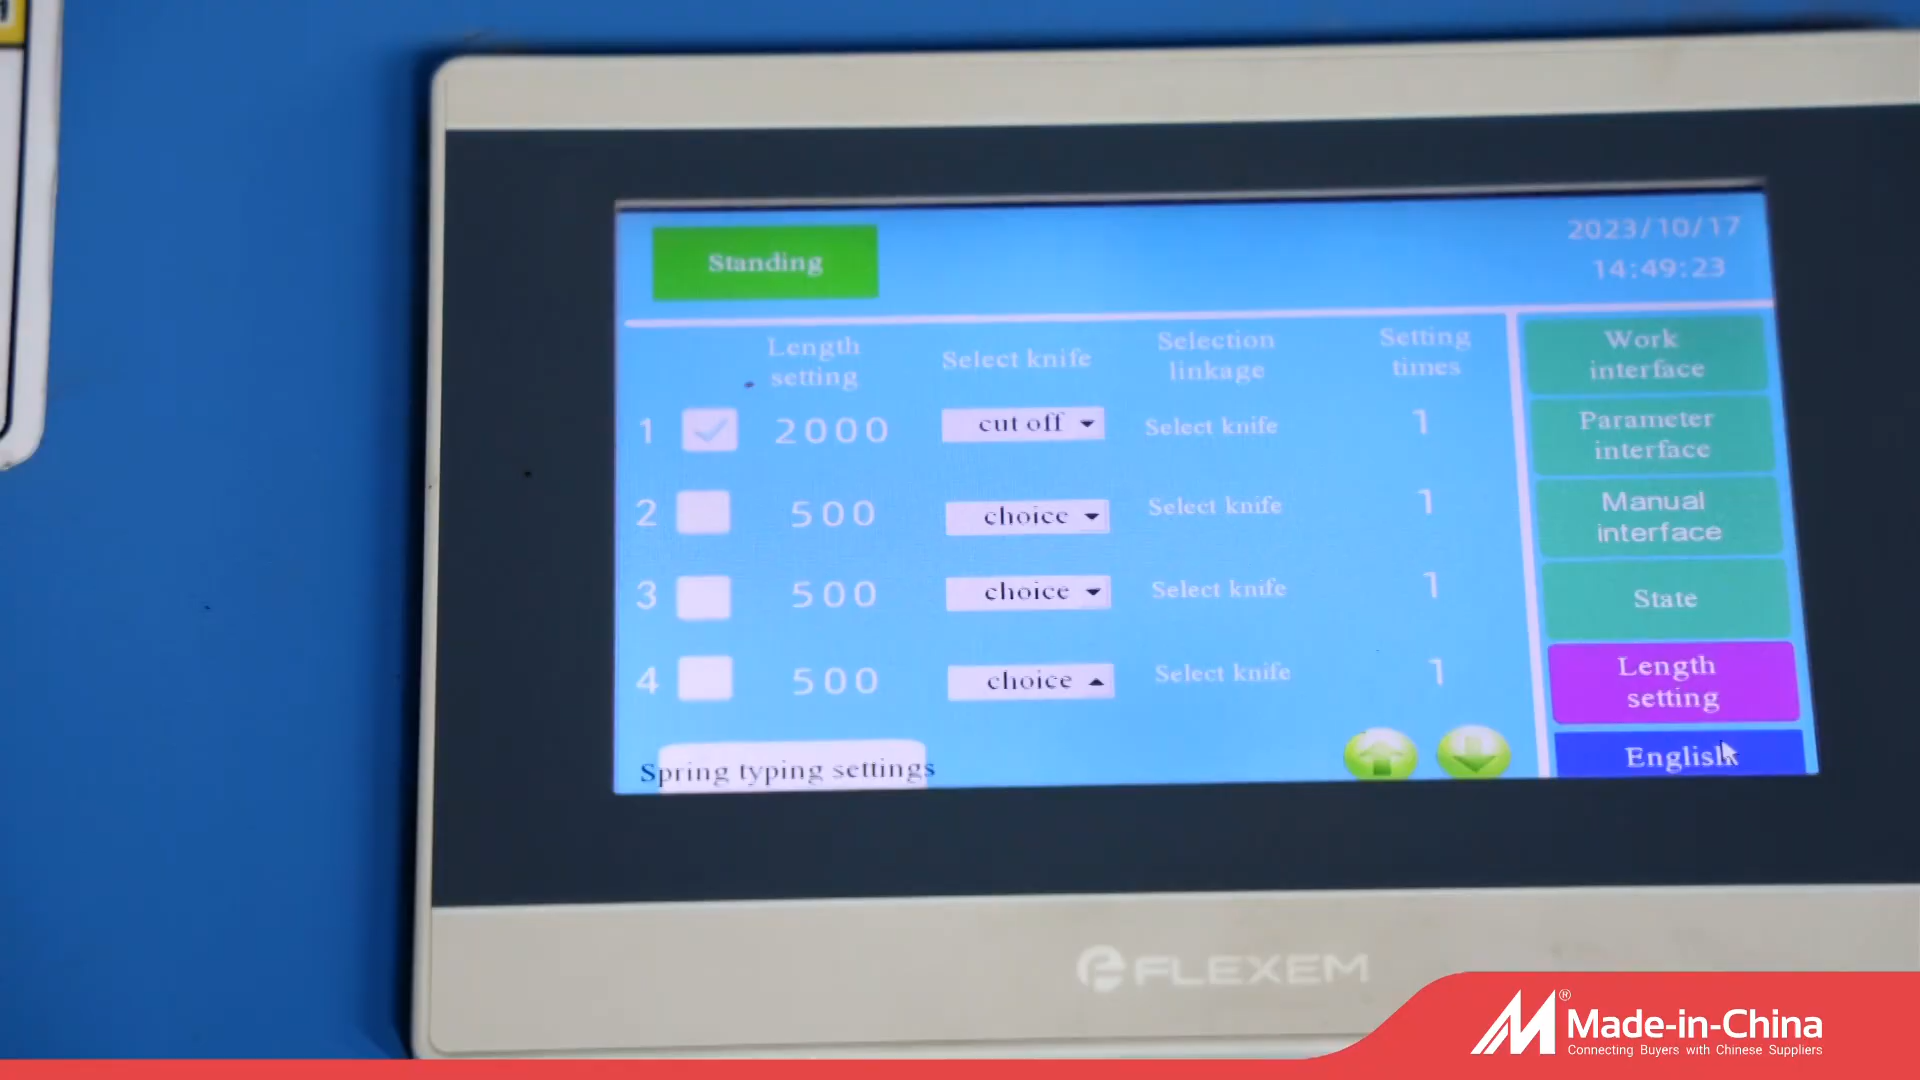 Standing
2023/10/17
14:49:23
Length setting
Select knife
Selection linkage
Setting times
1 2000 cut off Select knife 1
2 500 choice Select knife 1
3 500 choice Select knife 1
4 500 choice Select knife 1
Spring typing settings
Work interface
Parameter interface
Manual interface
State
Length setting
English
FLEXEM
Made-in-China
Connecting Buyers with Chinese Suppliers